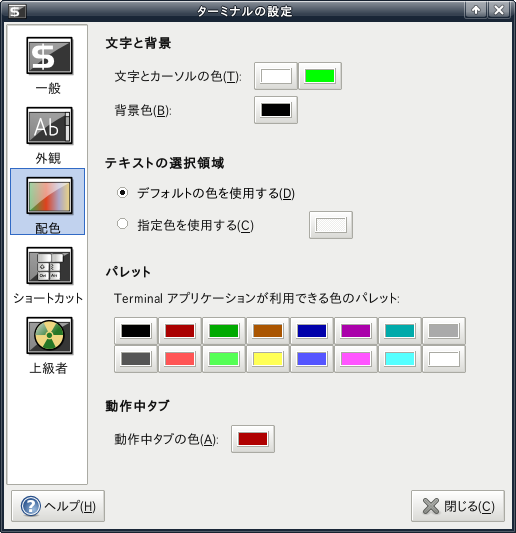 ターミナルの設定
一般
外観
配色
ショートカット
上級者
文字と背景
文字とカーソルの色(T):
背景色(B):
テキストの選択領域
デフォルトの色を使用する(D)
指定色を使用する(C)
パレット
Terminal アプリケーションが利用できる色のパレット:
動作中タブ
動作中タブの色(A):
ヘルプ(H)
閉じる(C)